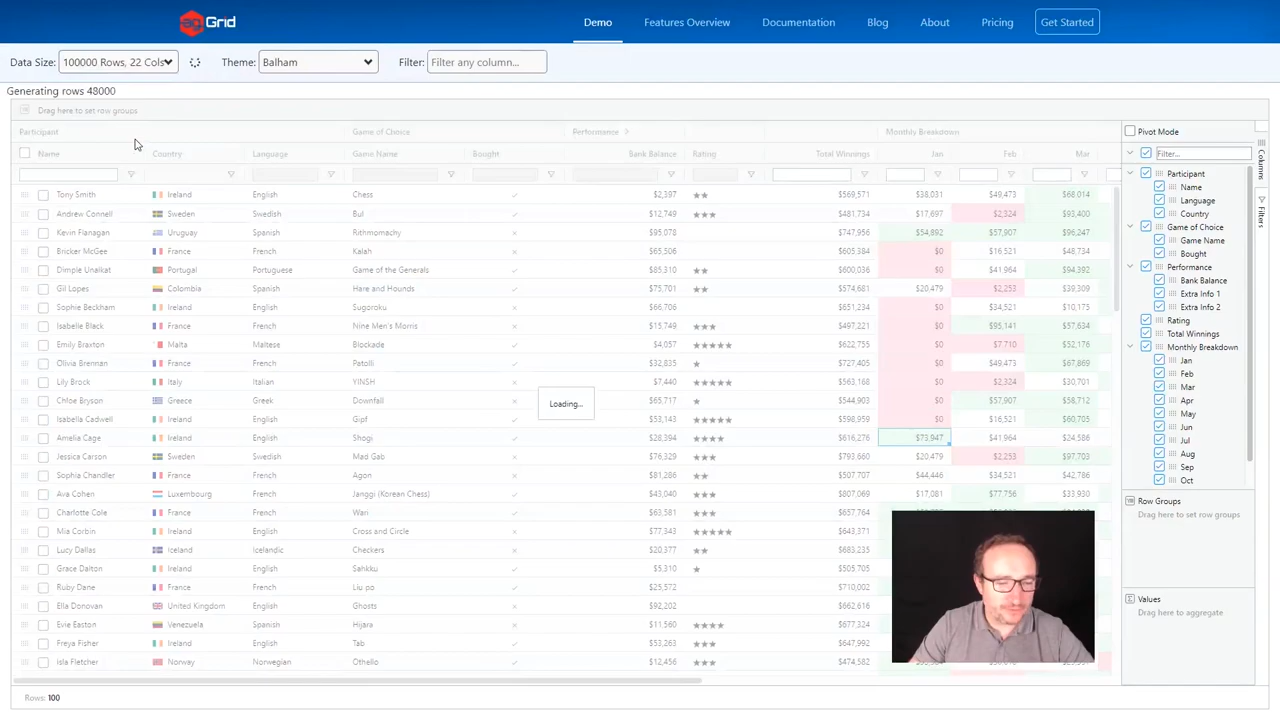 ag Grid Demo Features Overview Documentation Blog About Pricing Get Started
Data Size: 100000 Rows, 22 Cols Theme: Balham Filter: Filter any column...
Generating rows 48000
Drag here to set row groups
Participant Game of Choice Performance Monthly Breakdown
Name Country Language Game Name Bought Bank Balance Rating Total Winnings Jan Feb Mar
Tony Smith Ireland English Chess $2,397 $569,571 $38,031 $49,473 $68,014
Andrew Connell Sweden Swedish Bul $12,749 $481,734 $17,697 $2,324 $93,400
Kevin Flanagan Uruguay Spanish Rithmomachy $95,078 $747,956 $54,892 $57,907 $96,247
Bricker McGee France French Kalah $65,506 $605,384 $0 $16,521 $48,734
Dimple Unalkat Portugal Portuguese Game of the Generals $85,310 $600,036 $0 $41,964 $94,392
Gil Lopes Colombia Spanish Hare and Hounds $75,701 $574,681 $20,479 $2,253 $39,309
Sophie Beckham Ireland English Sugoroku $66,706 $651,234 $0 $34,132 $10,175
Isabelle Black France French Nine Men's Morris $15,749 $497,221 $0 $95,141 $57,634
Emily Braxton Malta Maltese Blockade $4,057 $622,755 $0 $7,710 $52,176
Olivia Brennan French Patolli $32,835 $727,405 $0 $49,473 $67,869
France
Lily Brock Italy Italian YINSH $7,440 $563,168 $0 $2,324 $30,701
Chloe Bryson Greece Greek Downfall $65,717 $544,903 $0 $57,907 $58,712
Isabella Cadwell Ireland English Gipf $53,143 $598,959 $0 $16,521 $60,705
Amelia Cage Ireland English Shogi $28,394 $616,278 $73,947 $41,964 $24,586
Jessica Carson Sweden Swedish Mad Gab $76,329 $793,660 $20,479 $2,253 $97,703
Sophia Chandler France French Agon $81,286 $507,707 $44,446 $34,132 $42,786
Ava Cohen Luxembourg French Janggi (Korean Chess) $43,040 $807,069 $17,081 $77,756 $33,930
Charlotte Cole France French Wari $63,581 $657,764
Mia Corbin Ireland English Cross and Circle $77,343 $643,371
Lucy Dallas Iceland Icelandic Checkers $20,377 $683,235
Grace Dalton Ireland English Sahkku $5,310 $505,705
Ruby Dane France French Liu po $25,572 $710,002
Ella Donovan United Kingdom English Ghosts $92,202 $662,616
Evie Easton Venezuela Spanish Hijara $11,560 $677,324
Freya Fisher Ireland English Tab $53,263 $647,992
Isla Fletcher Norway Norwegian Othello $12,456 $474,582
Loading...
Rows: 100
Pivot Mode
Filter...
Participant
Name
Language
Country
Game of Choice
Game Name
Bought
Performance
Bank Balance
Extra Info 1
Extra Info 2
Rating
Total Winnings
Monthly Breakdown
Jan
Feb
Mar
Apr
May
Jun
Jul
Aug
Sep
Oct
Row Groups
Drag here to set row groups
Values
Drag here to aggregate
Columns
Filters